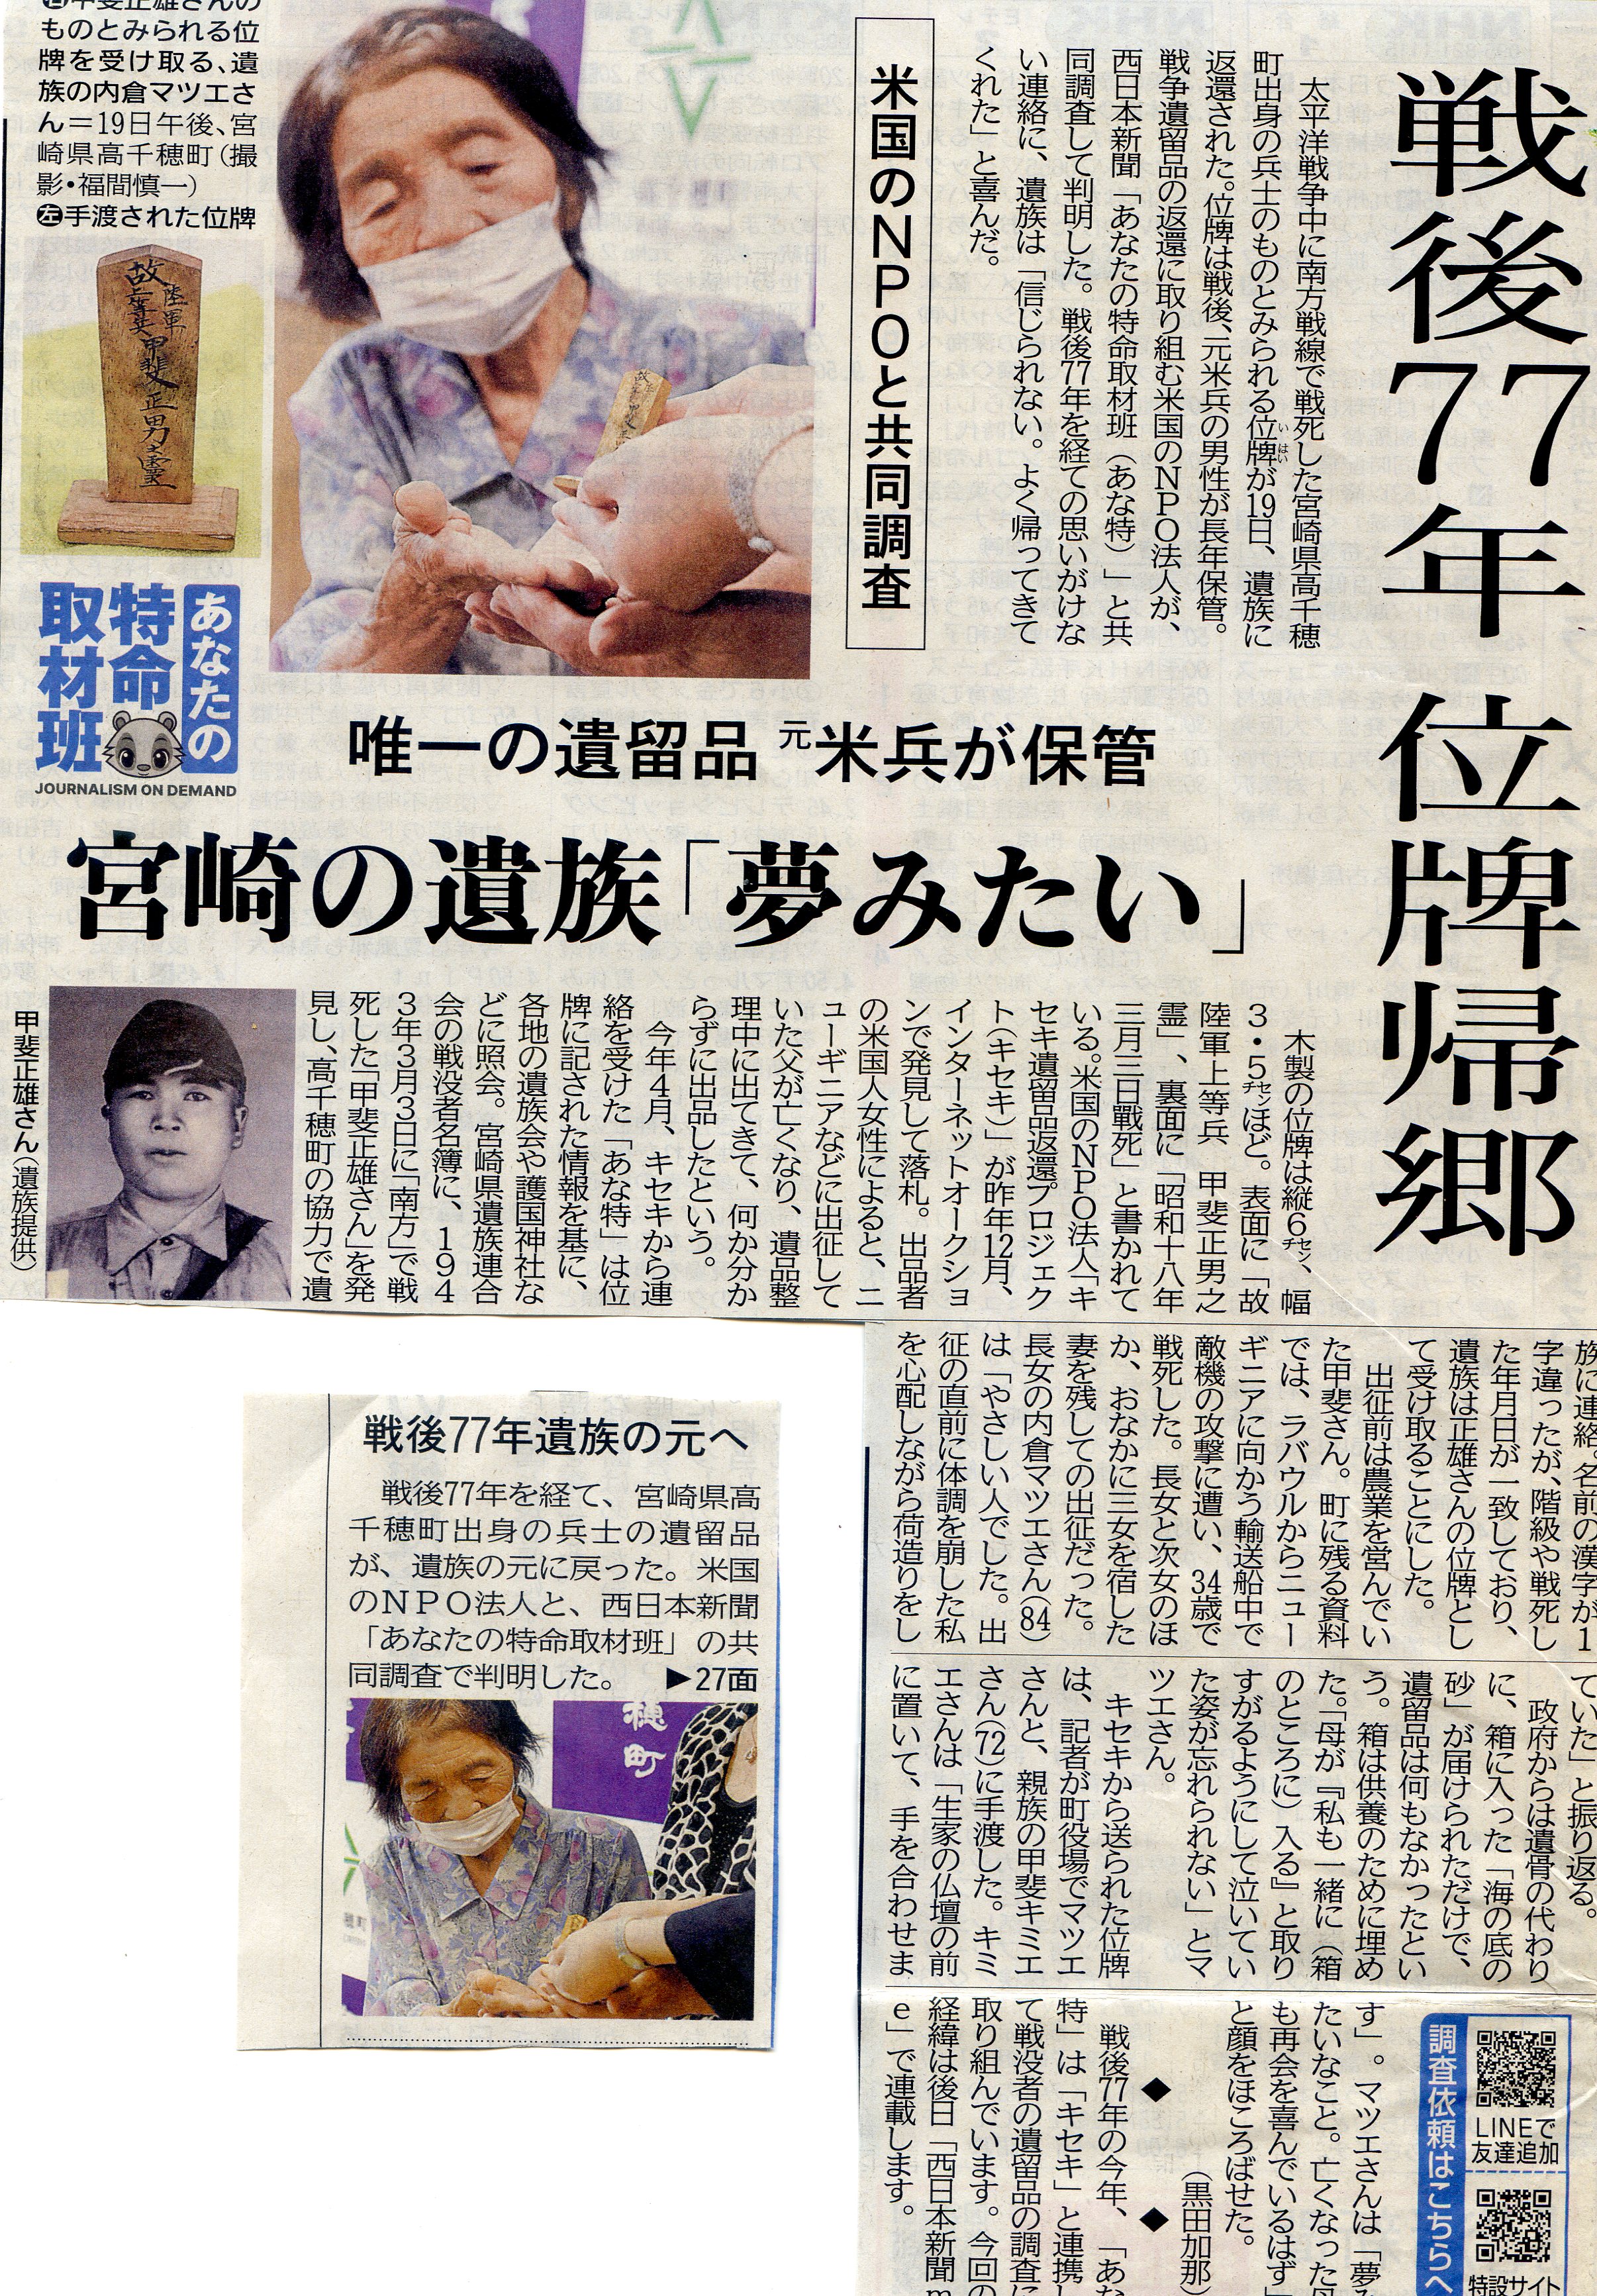 戦後77年 位牌帰郷
太平洋戦争中に南方戦線で戦死した宮崎県高千穂
町出身の兵士のものとみられる位牌が19日、遺族に
いはい
返還された。位牌は戦後、元米兵の男性が長年保管。
戦争遺留品の返還に取り組む米国のNPO法人が、
西日本新聞「あなたの特命取材班(あな特)」と共
同調査して判明した。戦後77年を経ての思いがけな
い連絡に、遺族は「信じられない。よく帰ってきて
くれた」と喜んだ。
米国のNPOと共同調査
甲斐正雄さんの
ものとみられる位
牌を受け取る、遺
族の内倉マツエさ
ん＝19日午後、宮
崎県高千穂町(撮
影・福間慎一)
㊧手渡された位牌
故陸軍上等兵甲斐正男之霊
あなたの
特命
取材班
JOURNALISM ON DEMAND
唯一の遺留品 元米兵が保管
宮崎の遺族「夢みたい」
木製の位牌は縦6㌢、幅
3・5㌢ほど。表面に「故
陸軍上等兵 甲斐正男之
霊」、裏面に「昭和十八年
三月三日戦死」と書かれて
いる。米国のNPO法人「キ
セキ遺留品返還プロジェク
ト(キセキ)」が昨年12月、
インターネットオークショ
ンで発見して落札。出品者
の米国人女性によると、ニ
ューギニアなどに出征して
いた父が亡くなり、遺品整
理中に出てきて、何か分か
らずに出品したという。
今年4月、キセキから連
絡を受けた「あな特」は位
牌に記された情報を基に、
各地の遺族会や護国神社な
どに照会。宮崎県遺族連合
会の戦没者名簿に、194
3年3月3日に「南方」で戦
死した「甲斐正雄さん」を発
見し、高千穂町の協力で遺
甲斐正雄さん(遺族提供)
族に連絡。名前の漢字が1
字違ったが、階級や戦死し
た年月日が一致しており、
遺族は正雄さんの位牌とし
て受け取ることにした。
出征前は農業を営んでい
た甲斐さん。町に残る資料
では、ラバウルからニュー
ギニアに向かう輸送船中で
敵機の攻撃に遭い、34歳で
戦死した。長女と次女のほ
か、おなかに三女を宿した
妻を残しての出征だった。
長女の内倉マツエさん(84)
は「やさしい人でした。出
征の直前に体調を崩した私
を心配しながら荷造りをし
ていた」と振り返る。
政府からは遺骨の代わり
に、箱に入った「海の底の
砂」が届けられただけで、
遺留品は何もなかったとい
う。箱は供養のために埋め
た。「母が『私も一緒に(箱
のところに)入る』と取り
すがるようにして泣いてい
た姿が忘れられない」とマ
ツエさん。
キセキから送られた位牌
は、記者が町役場でマツエ
さんと、親族の甲斐キミエ
さん(72)に手渡した。キミ
エさんは「生家の仏壇の前
に置いて、手を合わせま
す」。マツエさんは「夢み
たいなこと。亡くなった母
も再会を喜んでいるはず」
と顔をほころばせた。
(黒田加那)
◆ ◆
戦後77年の今年、「あな
特」は「キセキ」と連携し
て戦没者の遺留品の調査に
取り組んでいます。今回の
経緯は後日「西日本新聞m
e」で連載します。
調査依頼はこちらへ
LINEで
友達追加
特設サイト
戦後77年遺族の元へ
戦後77年を経て、宮崎県高
千穂町出身の兵士の遺留品
が、遺族の元に戻った。米国
のNPO法人と、西日本新聞
「あなたの特命取材班」の共
同調査で判明した。 ▶27面
穂町